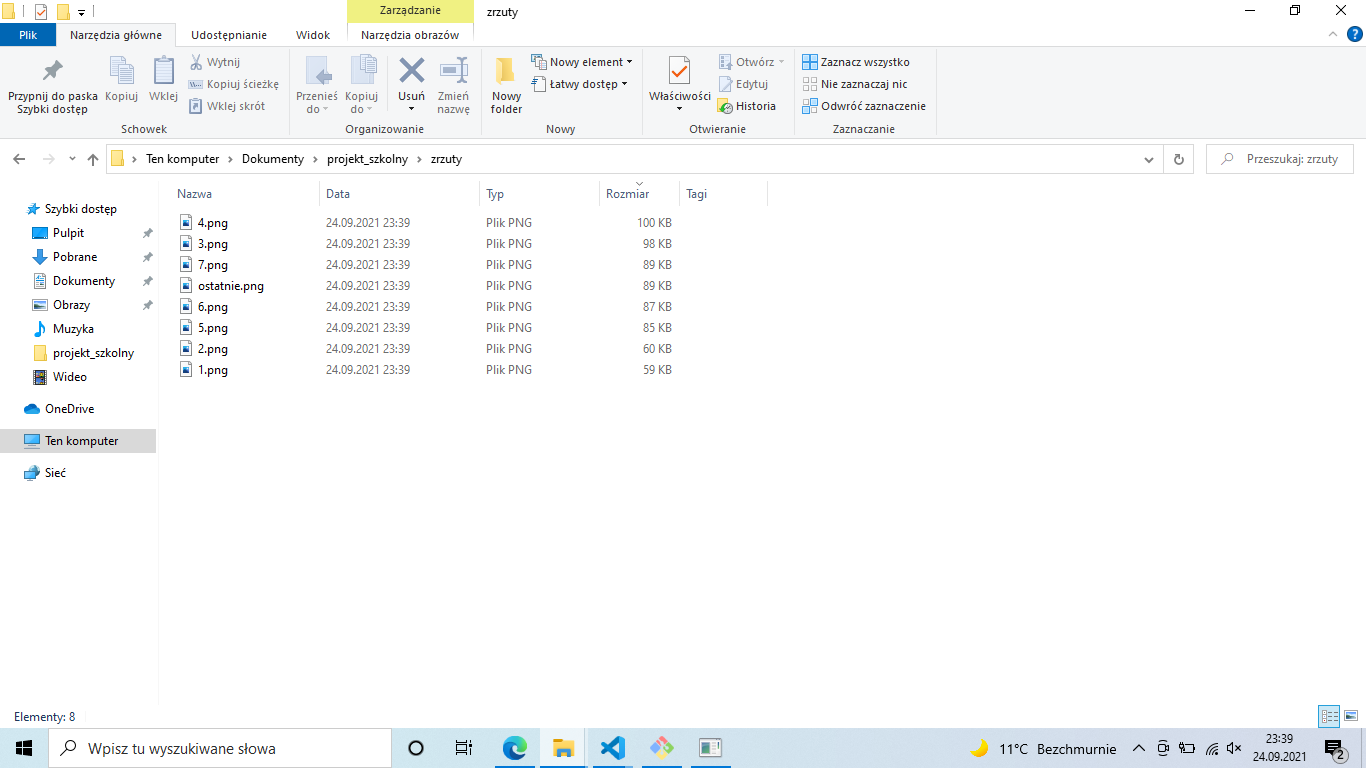 Zarządzanie zrzuty
Plik Narzędzia główne Udostępnianie Widok Narzędzia obrazów
Przypnij do paska Szybki dostęp
Kopiuj
Wklej
Wytnij
Kopiuj ścieżkę
Wklej skrót
Schowek
Przenieś do
Kopiuj do
Usuń
Zmień nazwę
Organizowanie
Nowy folder
Nowy element
Łatwy dostęp
Nowy
Właściwości
Otwórz
Edytuj
Historia
Otwieranie
Zaznacz wszystko
Nie zaznaczaj nic
Odwróć zaznaczenie
Zaznaczanie
Ten komputer Dokumenty projekt_szkolny zrzuty
Przeszukaj: zrzuty
Szybki dostęp
Pulpit
Pobrane
Dokumenty
Obrazy
Muzyka
projekt_szkolny
Wideo
OneDrive
Ten komputer
Sieć
Nazwa Data Typ Rozmiar Tagi
4.png 24.09.2021 23:39 Plik PNG 100 KB
3.png 24.09.2021 23:39 Plik PNG 98 KB
7.png 24.09.2021 23:39 Plik PNG 89 KB
ostatnie.png 24.09.2021 23:39 Plik PNG 89 KB
6.png 24.09.2021 23:39 Plik PNG 87 KB
5.png 24.09.2021 23:39 Plik PNG 85 KB
2.png 24.09.2021 23:39 Plik PNG 60 KB
1.png 24.09.2021 23:39 Plik PNG 59 KB
Elementy: 8
Wpisz tu wyszukiwane słowa
11°C Bezchmurnie
23:39
24.09.2021
2